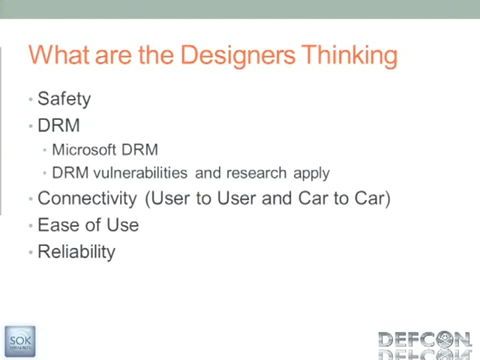 What are the Designers Thinking
• Safety
• DRM
• Microsoft DRM
• DRM vulnerabilities and research apply
• Connectivity (User to User and Car to Car)
• Ease of Use
• Reliability
SOK
DEFCON